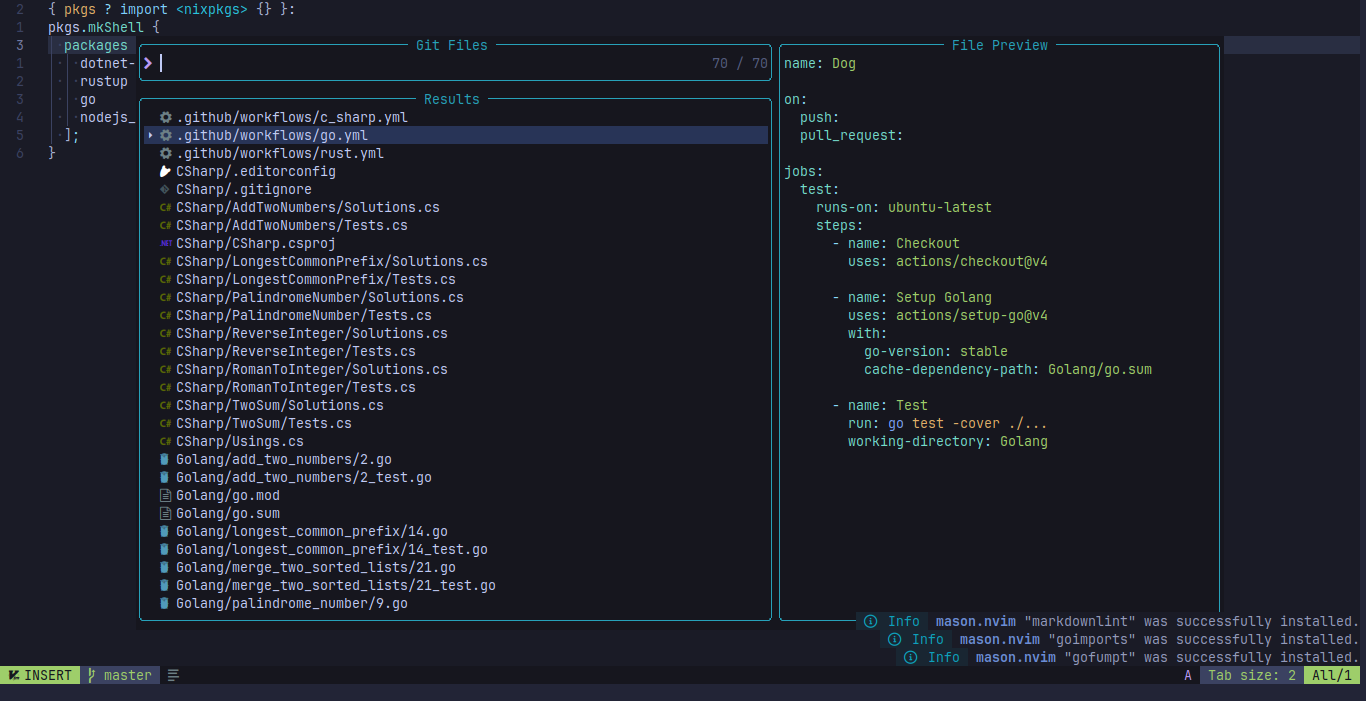 2 { pkgs ? import <nixpkgs> {} }:
1 pkgs.mkShell {
3 packages
1 dotnet-
2 rustup
3 go
4 nodejs_
5 ];
6 }
Git Files
70 / 70
Results
.github/workflows/c_sharp.yml
.github/workflows/go.yml
.github/workflows/rust.yml
CSharp/.editorconfig
CSharp/.gitignore
C# CSharp/AddTwoNumbers/Solutions.cs
C# CSharp/AddTwoNumbers/Tests.cs
.NET CSharp/CSharp.csproj
C# CSharp/LongestCommonPrefix/Solutions.cs
C# CSharp/LongestCommonPrefix/Tests.cs
C# CSharp/PalindromeNumber/Solutions.cs
C# CSharp/PalindromeNumber/Tests.cs
C# CSharp/ReverseInteger/Solutions.cs
C# CSharp/ReverseInteger/Tests.cs
C# CSharp/RomanToInteger/Solutions.cs
C# CSharp/RomanToInteger/Tests.cs
C# CSharp/TwoSum/Solutions.cs
C# CSharp/TwoSum/Tests.cs
C# CSharp/Usings.cs
Golang/add_two_numbers/2.go
Golang/add_two_numbers/2_test.go
Golang/go.mod
Golang/go.sum
Golang/longest_common_prefix/14.go
Golang/longest_common_prefix/14_test.go
Golang/merge_two_sorted_lists/21.go
Golang/merge_two_sorted_lists/21_test.go
Golang/palindrome_number/9.go
File Preview
name: Dog
on:
push:
pull_request:
jobs:
test:
runs-on: ubuntu-latest
steps:
- name: Checkout
uses: actions/checkout@v4
- name: Setup Golang
uses: actions/setup-go@v4
with:
go-version: stable
cache-dependency-path: Golang/go.sum
- name: Test
run: go test -cover ./...
working-directory: Golang
Info mason.nvim "markdownlint" was successfully installed.
Info mason.nvim "goimports" was successfully installed.
Info mason.nvim "gofumpt" was successfully installed.
INSERT master A Tab size: 2 All/1